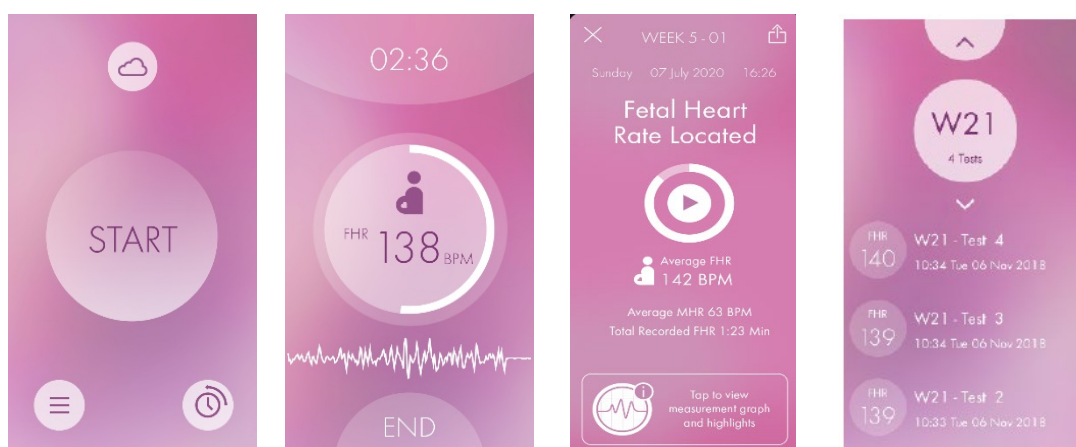 START
02:36
FHR 138 BPM
END
WEEK 5 - 01
Sunday 07 July 2020 16:26
Fetal Heart
Rate Located
Average FHR
142 BPM
Average MHR 63 BPM
Total Recorded FHR 1:23 Min
i
Tap to view
measurement graph
and highlights
W21
4 Tests
FHR
140
W21 - Test 4
10:34 Tue 06 Nov 2018
FHR
139
W21 - Test 3
10:34 Tue 06 Nov 2018
FHR
139
W21 - Test 2
10:33 Tue 06 Nov 2018